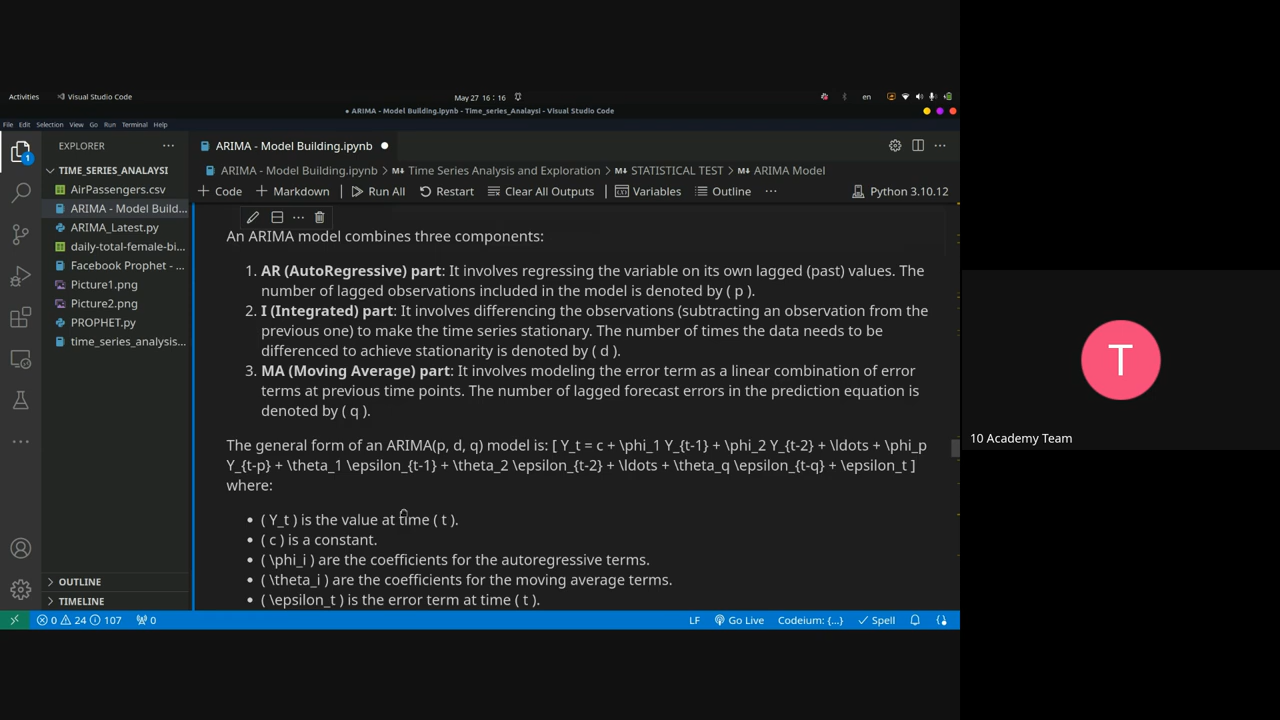 Activities
Visual Studio Code
May 27 16:16
en
● ARIMA - Model Building.ipynb - Time_series_Analaysi - Visual Studio Code
File Edit Selection View Go Run Terminal Help
EXPLORER
TIME_SERIES_ANALAYSI
AirPassengers.csv
ARIMA - Model Build...
ARIMA_Latest.py
daily-total-female-bi...
Facebook Prophet - ...
Picture1.png
Picture2.png
PROPHET.py
time_series_analysis...
OUTLINE
TIMELINE
1
ARIMA - Model Building.ipynb ●
ARIMA - Model Building.ipynb > Time Series Analysis and Exploration > STATISTICAL TEST > ARIMA Model
+ Code + Markdown Run All Restart Clear All Outputs Variables Outline ... Python 3.10.12
An ARIMA model combines three components:
1. AR (AutoRegressive) part: It involves regressing the variable on its own lagged (past) values. The
number of lagged observations included in the model is denoted by ( p ).
2. I (Integrated) part: It involves differencing the observations (subtracting an observation from the
previous one) to make the time series stationary. The number of times the data needs to be
differenced to achieve stationarity is denoted by ( d ).
3. MA (Moving Average) part: It involves modeling the error term as a linear combination of error
terms at previous time points. The number of lagged forecast errors in the prediction equation is
denoted by ( q ).
The general form of an ARIMA(p, d, q) model is: [ Y_t = c + \phi_1 Y_{t-1} + \phi_2 Y_{t-2} + \ldots + \phi_p
Y_{t-p} + \theta_1 \epsilon_{t-1} + \theta_2 \epsilon_{t-2} + \ldots + \theta_q \epsilon_{t-q} + \epsilon_t ]
where:
• ( Y_t ) is the value at time ( t ).
• ( c ) is a constant.
• ( \phi_i ) are the coefficients for the autoregressive terms.
• ( \theta_i ) are the coefficients for the moving average terms.
• ( \epsilon_t ) is the error term at time ( t ).
0 24 107 0
LF Go Live Codeium: {...} Spell
T
10 Academy Team